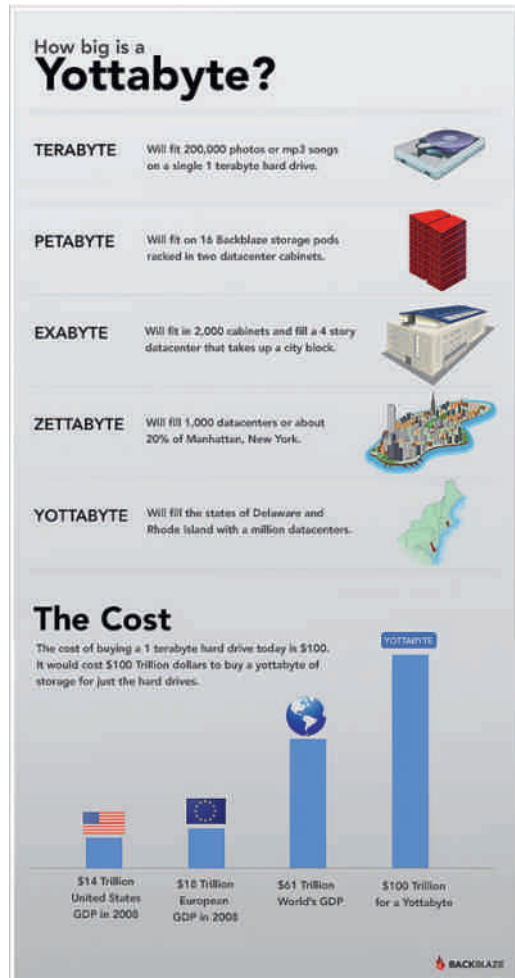 How big is a
Yottabyte?
TERABYTE
Will fit 200,000 photos or mp3 songs
on a single 1 terabyte hard drive.
PETABYTE
Will fit on 16 Backblaze storage pods
racked in two datacenter cabinets.
EXABYTE
Will fit in 2,000 cabinets and fill a 4 story
datacenter that takes up a city block.
ZETTABYTE
Will fill 1,000 datacenters or about
20% of Manhattan, New York.
YOTTABYTE
Will fill the states of Delaware and
Rhode Island with a million datacenters.
The Cost
The cost of buying a 1 terabyte hard drive today is $100.
It would cost $100 Trillion dollars to buy a yottabyte of
storage for just the hard drives.
YOTTABYTE
$14 Trillion
United States
GDP in 2008
$18 Trillion
European
GDP in 2008
$61 Trillion
World's GDP
$100 Trillion
for a Yottabyte
BACKBLAZE